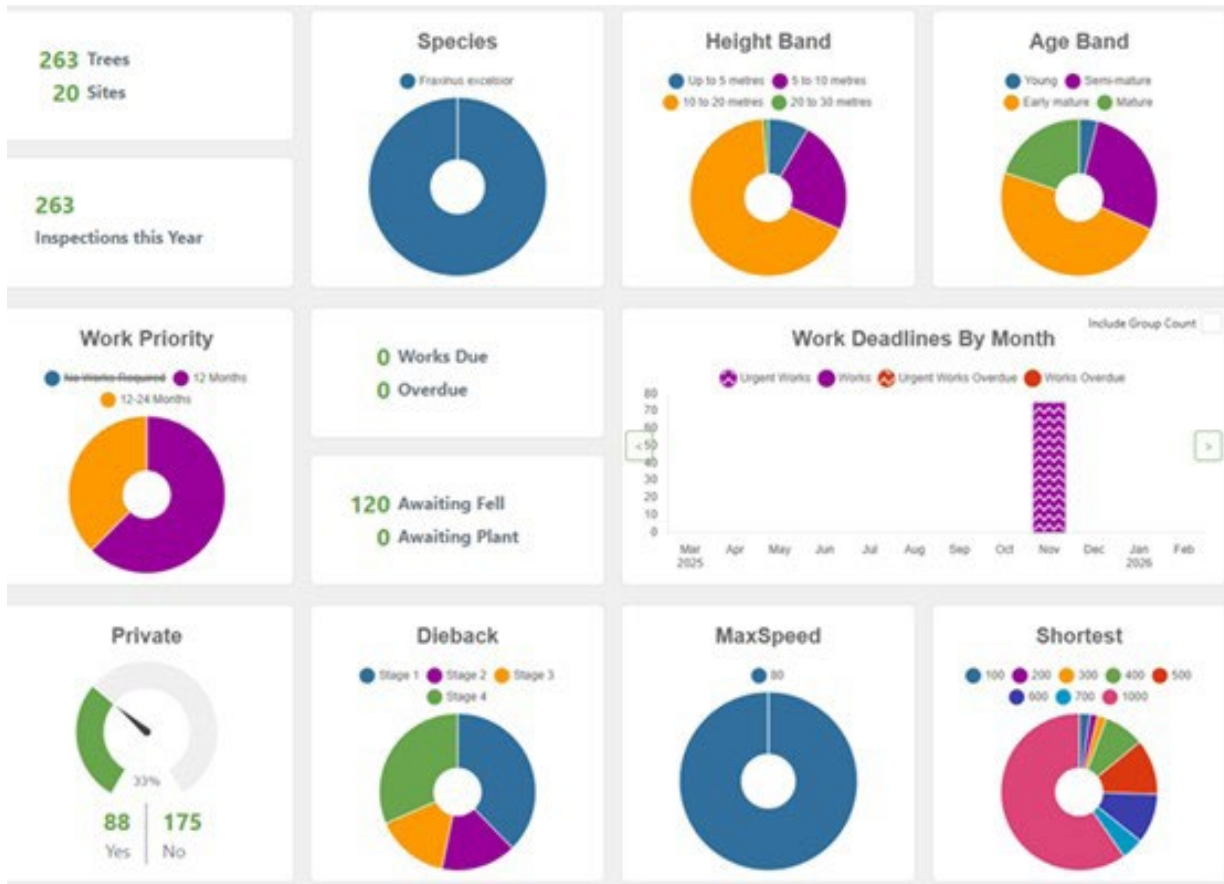 263 Trees
20 Sites
263
Inspections this Year
Species
Fraxinus excelsior
Height Band
Up to 5 metres 5 to 10 metres
10 to 20 metres 20 to 30 metres
Age Band
Young Semi-mature
Early mature Mature
Work Priority
No Works Required 12 Months
12-24 Months
0 Works Due
0 Overdue
120 Awaiting Fell
0 Awaiting Plant
Include Group Count
Work Deadlines By Month
Urgent Works Works Urgent Works Overdue Works Overdue
80
70
60
50
40
30
20
10
0
< >
Mar Apr May Jun Jul Aug Sep Oct Nov Dec Jan Feb
2025 2026
Private
33%
88 175
Yes No
Dieback
Stage 1 Stage 2 Stage 3
Stage 4
MaxSpeed
80
Shortest
100 200 300 400 500
600 700 1000